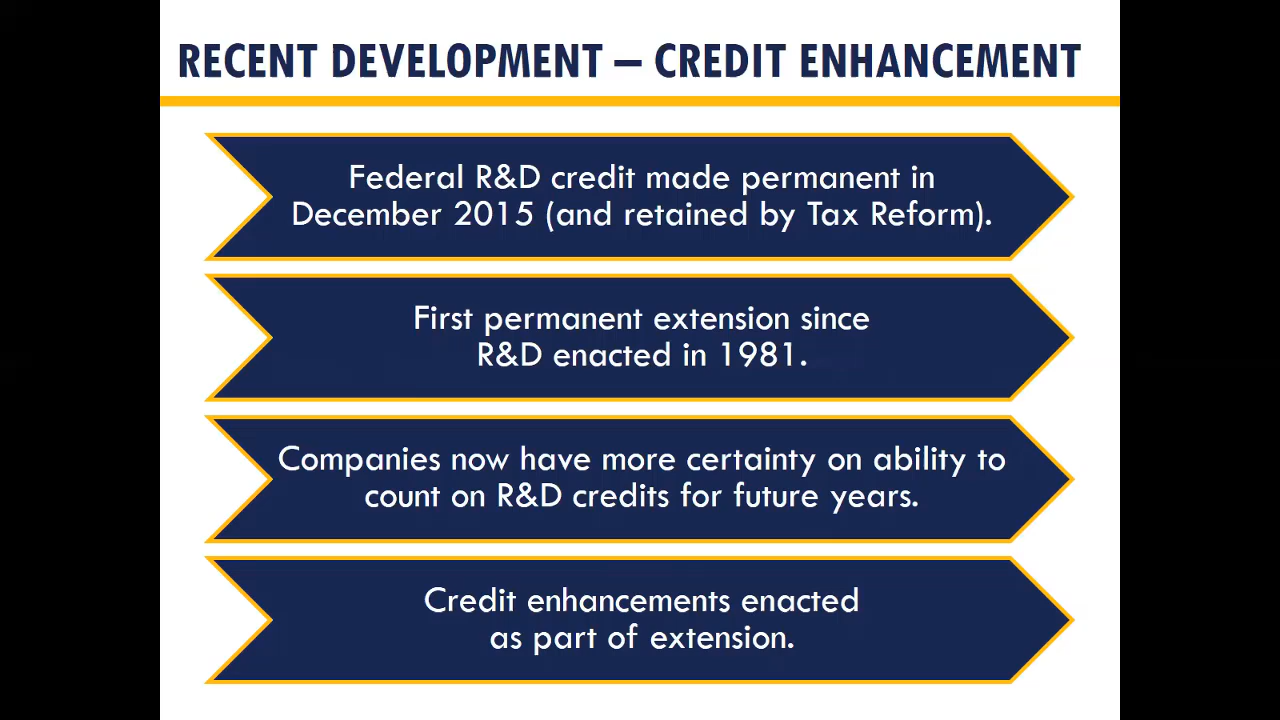 RECENT DEVELOPMENT – CREDIT ENHANCEMENT
Federal R&D credit made permanent in
December 2015 (and retained by Tax Reform).
First permanent extension since
R&D enacted in 1981.
Companies now have more certainty on ability to
count on R&D credits for future years.
Credit enhancements enacted
as part of extension.